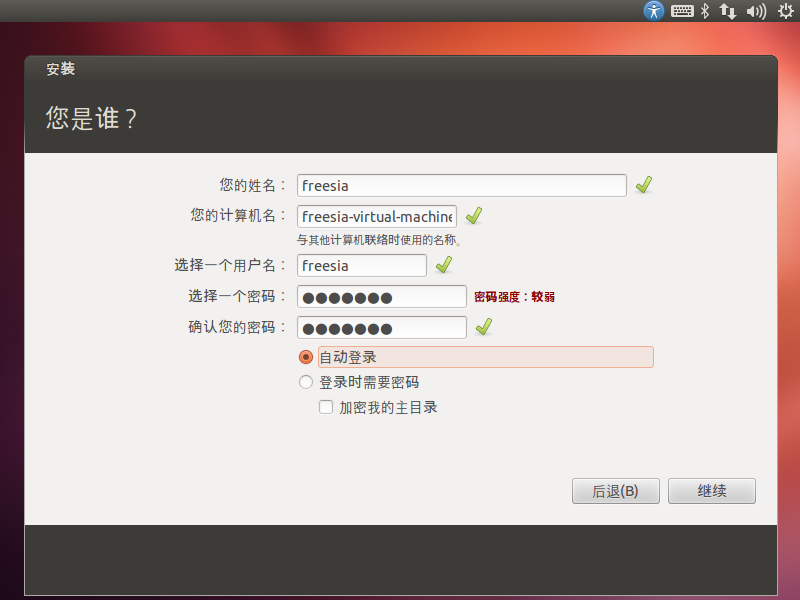 安装
您是谁？
您的姓名： freesia
您的计算机名： freesia-virtual-machine
与其他计算机联络时使用的名称。
选择一个用户名： freesia
选择一个密码： ●●●●●●● 密码强度：较弱
确认您的密码： ●●●●●●●
自动登录
登录时需要密码
加密我的主目录
后退(B) 继续